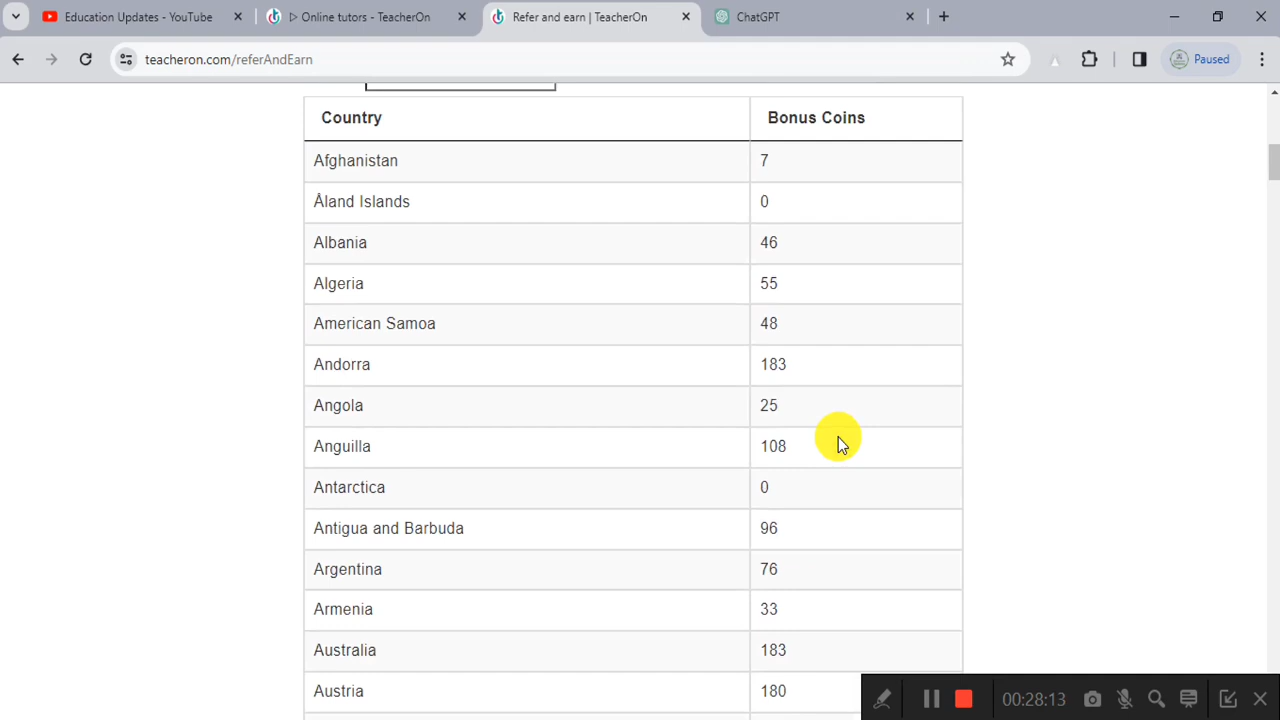 Education Updates - YouTube
▷ Online tutors - TeacherOn
Refer and earn | TeacherOn
ChatGPT
teacheron.com/referAndEarn
Paused
Country Bonus Coins
Afghanistan 7
Åland Islands 0
Albania 46
Algeria 55
American Samoa 48
Andorra 183
Angola 25
Anguilla 108
Antarctica 0
Antigua and Barbuda 96
Argentina 76
Armenia 33
Australia 183
Austria 180
00:28:13